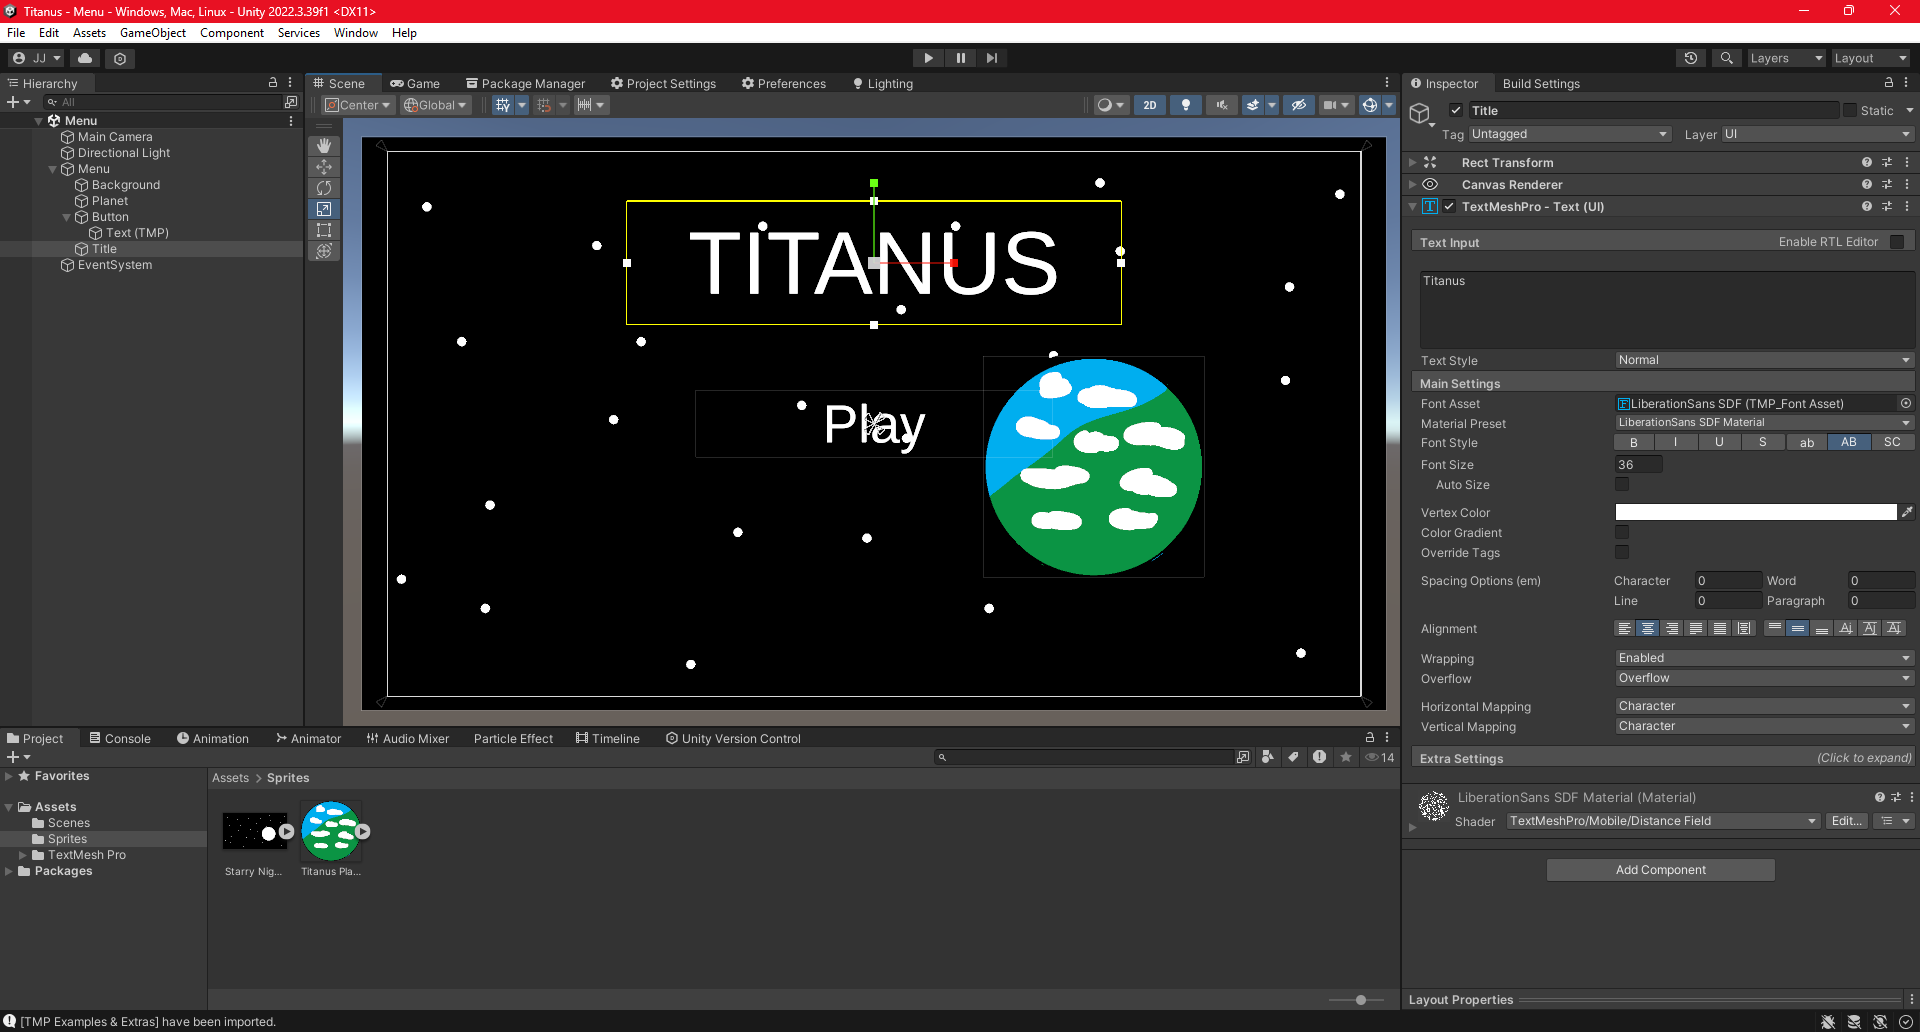 Titanus - Menu - Windows, Mac, Linux - Unity 2022.3.39f1 <DX11>
File Edit Assets GameObject Component Services Window Help
JJ
Layers Layout
Hierarchy
All
Menu
Main Camera
Directional Light
Menu
Background
Planet
Button
Text (TMP)
Title
EventSystem
Scene Game Package Manager Project Settings Preferences Lighting
Center Global 2D
TITANUS
Play
Inspector Build Settings
Title Static
Tag Untagged Layer UI
Rect Transform
Canvas Renderer
TextMeshPro - Text (UI)
Text Input Enable RTL Editor
Titanus
Text Style Normal
Main Settings
Font Asset LiberationSans SDF (TMP_Font Asset)
Material Preset LiberationSans SDF Material
Font Style B I U S ab AB SC
Font Size 36
Auto Size
Vertex Color
Color Gradient
Override Tags
Spacing Options (em) Character 0 Word 0
Line 0 Paragraph 0
Alignment
Wrapping Enabled
Overflow Overflow
Horizontal Mapping Character
Vertical Mapping Character
Extra Settings (Click to expand)
LiberationSans SDF Material (Material)
Shader TextMeshPro/Mobile/Distance Field Edit...
Add Component
Layout Properties
Project Console Animation Animator Audio Mixer Particle Effect Timeline Unity Version Control
14
Favorites
Assets
Scenes
Sprites
TextMesh Pro
Packages
Assets > Sprites
Starry Nig... Titanus Pla...
[TMP Examples & Extras] have been imported.